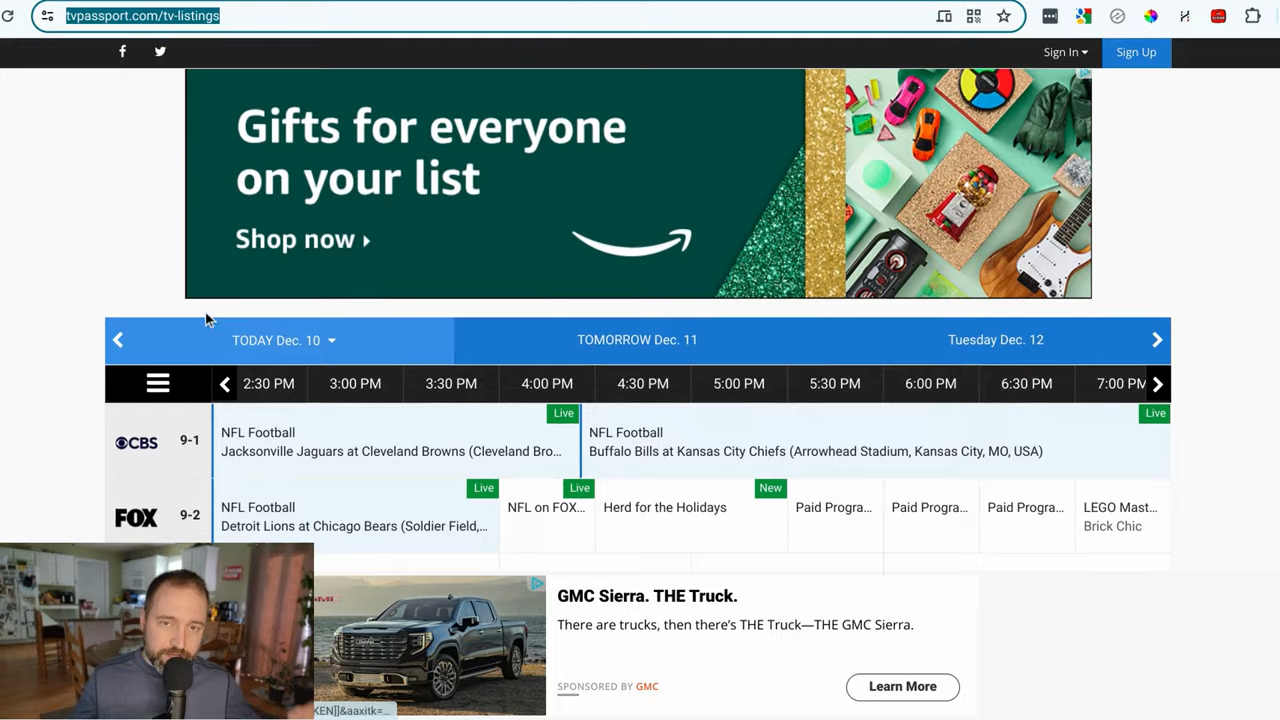 tvpassport.com/tv-listings
Sign In
Sign Up
Gifts for everyone
on your list
Shop now
TODAY Dec. 10
TOMORROW Dec. 11
Tuesday Dec. 12
2:30 PM 3:00 PM 3:30 PM 4:00 PM 4:30 PM 5:00 PM 5:30 PM 6:00 PM 6:30 PM 7:00 PM
CBS 9-1
Live
NFL Football
Jacksonville Jaguars at Cleveland Browns (Cleveland Bro...
Live
NFL Football
Buffalo Bills at Kansas City Chiefs (Arrowhead Stadium, Kansas City, MO, USA)
FOX 9-2
Live
NFL Football
Detroit Lions at Chicago Bears (Soldier Field,...
Live
NFL on FOX...
New
Herd for the Holidays
Paid Progra...
Paid Progra...
Paid Progra...
LEGO Mast...
Brick Chic
GMC Sierra. THE Truck.
There are trucks, then there's THE Truck—THE GMC Sierra.
SPONSORED BY GMC
Learn More
KEN]]&aaxitk=...